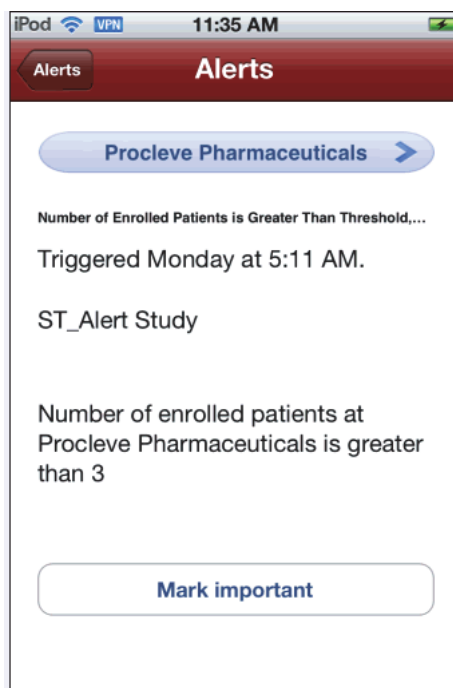 iPod VPN 11:35 AM
Alerts Alerts
Procleve Pharmaceuticals
Number of Enrolled Patients is Greater Than Threshold,...
Triggered Monday at 5:11 AM.
ST_Alert Study
Number of enrolled patients at
Procleve Pharmaceuticals is greater
than 3
Mark important